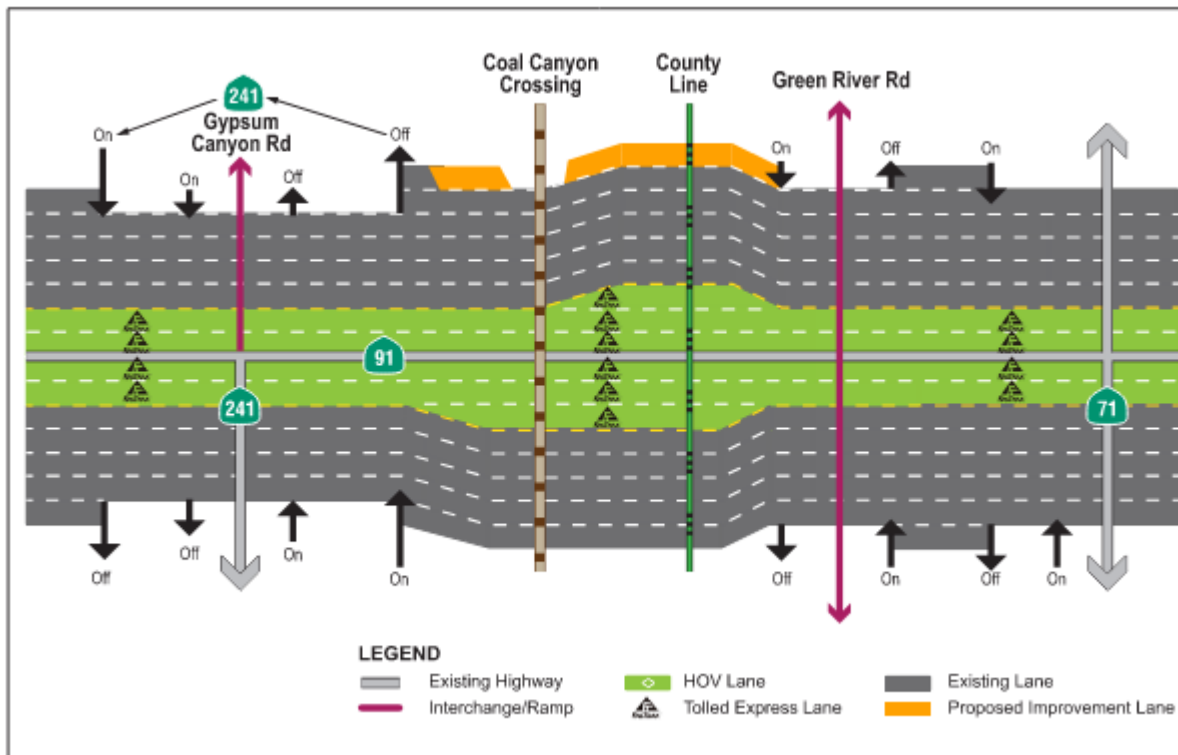 Coal Canyon
Crossing
County
Line
Green River Rd
241
Gypsum
Canyon Rd
On
Off
On
Off
On
Off
On
91
241
71
Off
Off
On
On
Off
On
Off
On
LEGEND
Existing Highway
HOV Lane
Existing Lane
Interchange/Ramp
Tolled Express Lane
Proposed Improvement Lane